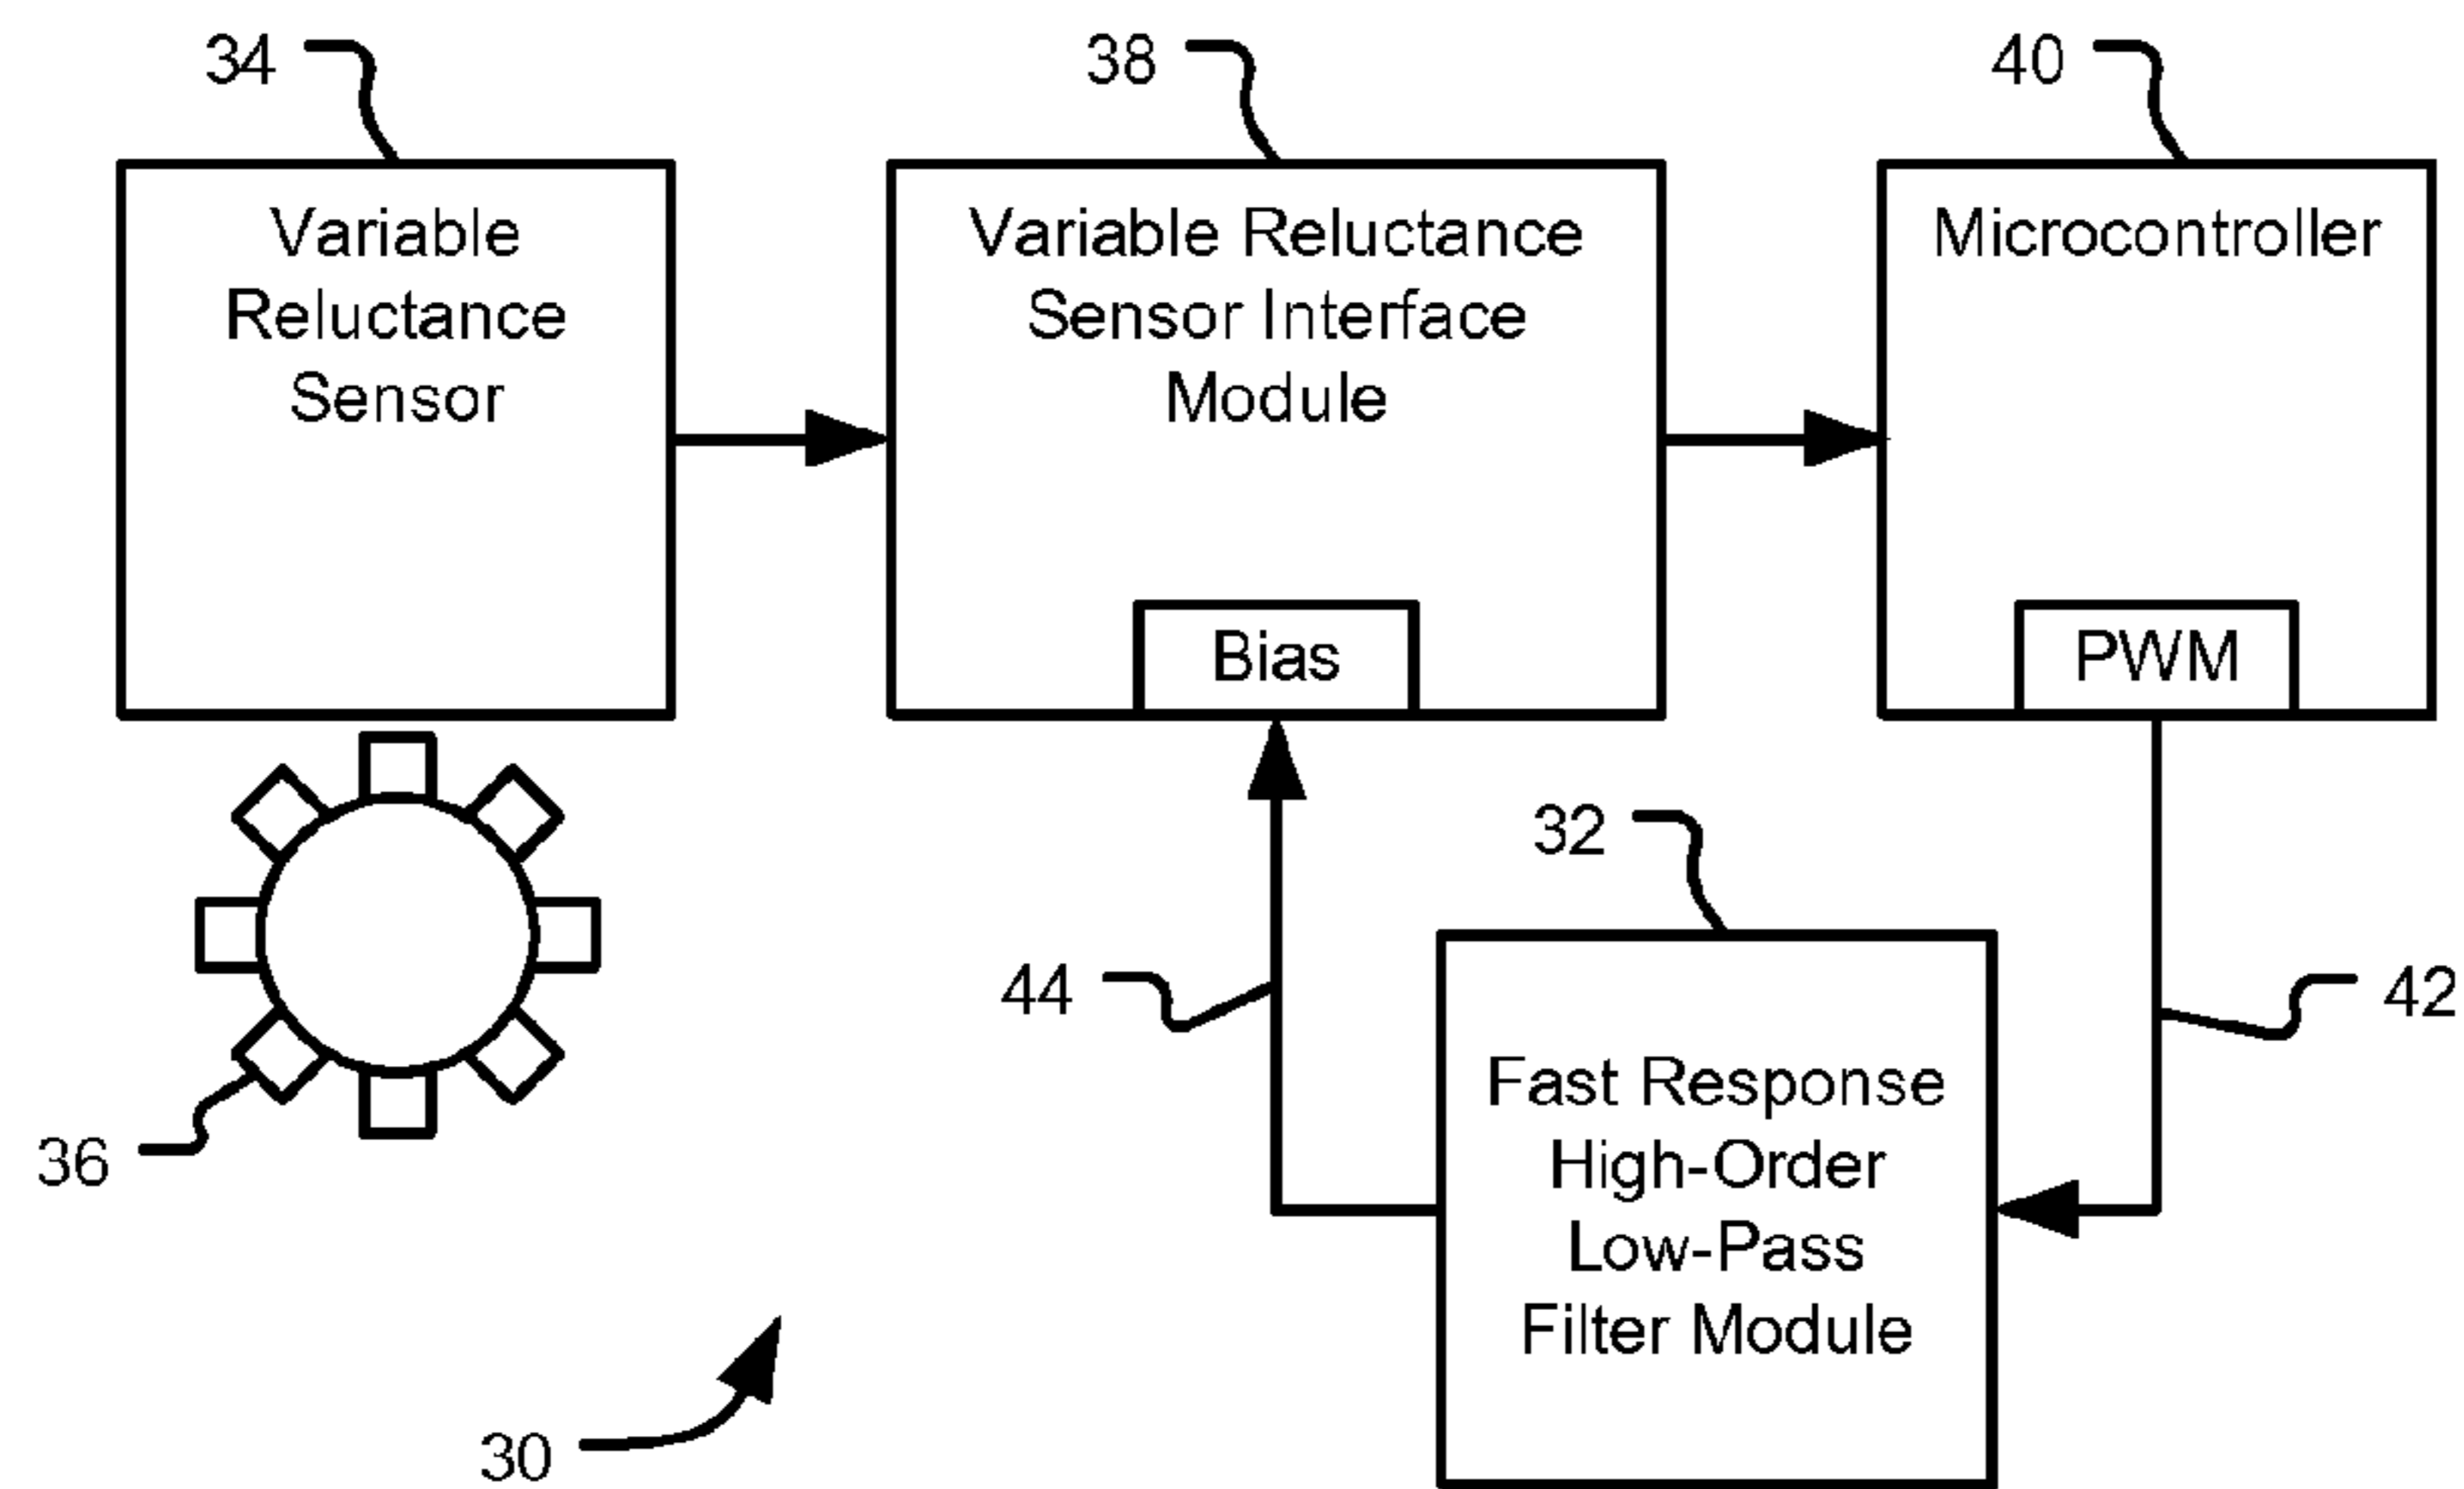 34
38
40
Variable
Reluctance
Sensor
Variable Reluctance
Sensor Interface
Module
Microcontroller
Bias
PWM
32
44
42
Fast Response
High-Order
Low-Pass
Filter Module
36
30